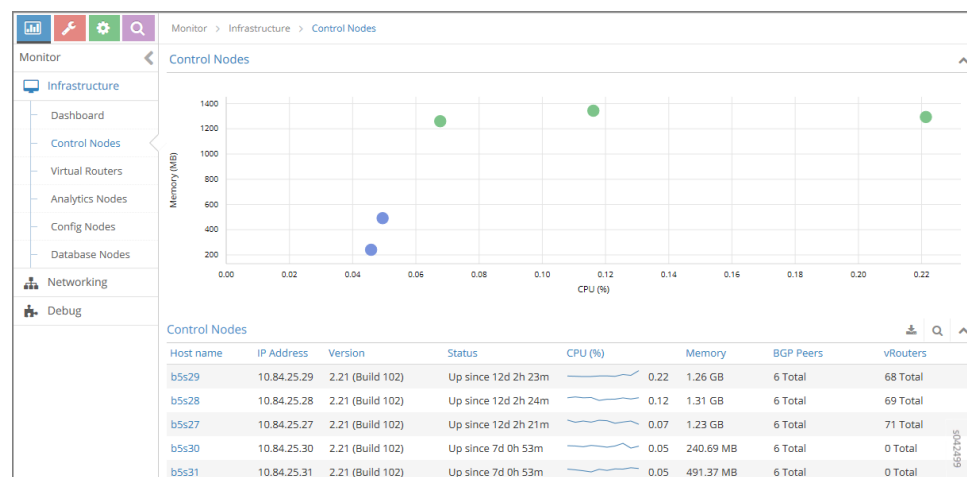 Monitor > Infrastructure > Control Nodes
Monitor
Infrastructure
Dashboard
Control Nodes
Virtual Routers
Analytics Nodes
Config Nodes
Database Nodes
Networking
Debug
Control Nodes
Memory (MB)
1400
1200
1000
800
600
400
200
0.00 0.02 0.04 0.06 0.08 0.10 0.12 0.14 0.16 0.18 0.20 0.22
CPU (%)
Control Nodes
Host name IP Address Version Status CPU (%) Memory BGP Peers vRouters
b5s29 10.84.25.29 2.21 (Build 102) Up since 12d 2h 23m 0.22 1.26 GB 6 Total 68 Total
b5s28 10.84.25.28 2.21 (Build 102) Up since 12d 2h 24m 0.12 1.31 GB 6 Total 69 Total
b5s27 10.84.25.27 2.21 (Build 102) Up since 12d 2h 21m 0.07 1.23 GB 6 Total 71 Total
b5s30 10.84.25.30 2.21 (Build 102) Up since 7d 0h 53m 0.05 240.69 MB 6 Total 0 Total
b5s31 10.84.25.31 2.21 (Build 102) Up since 7d 0h 53m 0.05 491.37 MB 6 Total 0 Total
s042499